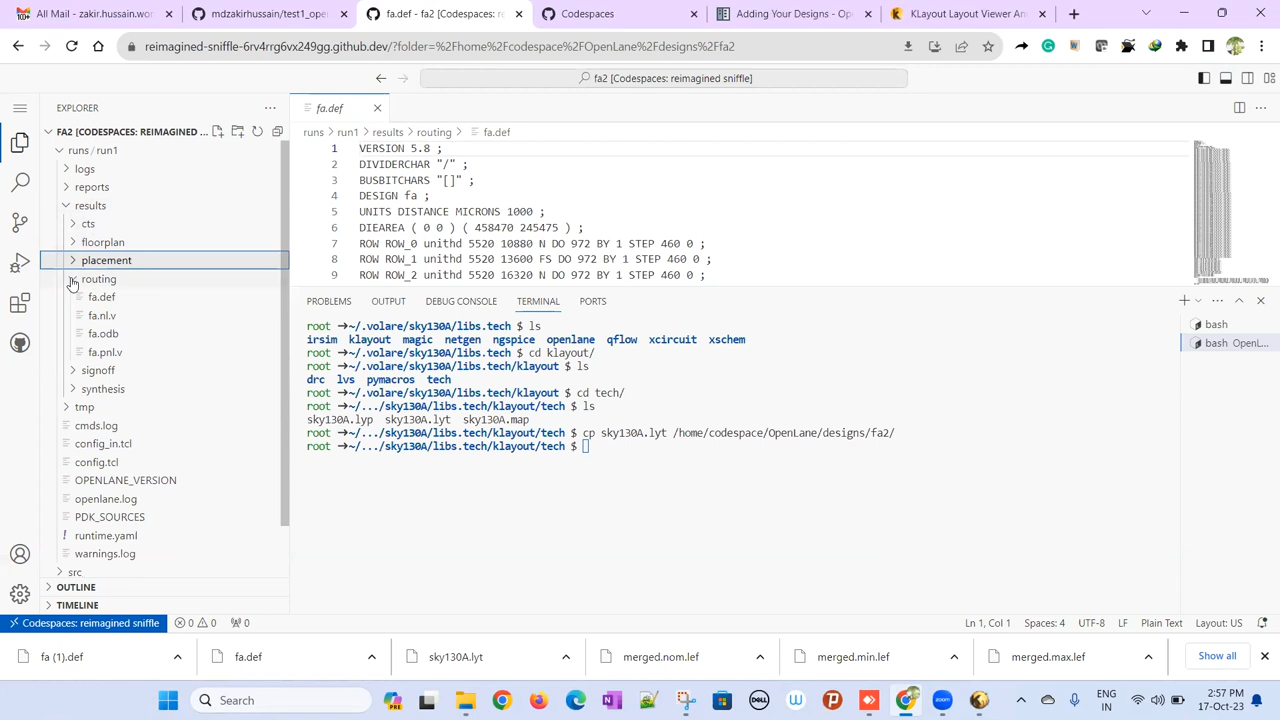 All Mail - zakir.hussain.wor
mdzakirhussain/test1_ope
fa.def - fa2 [Codespaces: re
Codespaces
Adding Your Designs - Ope
KLayout Layout Viewer An
reimagined-sniffle-6rv4rrg6vx249gg.github.dev/?folder=%2Fhome%2Fcodespace%2FOpenLane%2Fdesigns%2Ffa2
fa2 [Codespaces: reimagined sniffle]
EXPLORER
FA2 [CODESPACES: REIMAGINED ...
runs / run1
logs
reports
results
cts
floorplan
placement
routing
fa.def
fa.nl.v
fa.odb
fa.pnl.v
signoff
synthesis
tmp
cmds.log
config_in.tcl
config.tcl
OPENLANE_VERSION
openlane.log
PDK_SOURCES
runtime.yaml
warnings.log
src
OUTLINE
TIMELINE
fa.def
runs > run1 > results > routing > fa.def
1 VERSION 5.8 ;
2 DIVIDERCHAR "/" ;
3 BUSBITCHARS "[]" ;
4 DESIGN fa ;
5 UNITS DISTANCE MICRONS 1000 ;
6 DIEAREA ( 0 0 ) ( 458470 245475 ) ;
7 ROW ROW_0 unithd 5520 10880 N DO 972 BY 1 STEP 460 0 ;
8 ROW ROW_1 unithd 5520 13600 FS DO 972 BY 1 STEP 460 0 ;
9 ROW ROW_2 unithd 5520 16320 N DO 972 BY 1 STEP 460 0 ;
PROBLEMS OUTPUT DEBUG CONSOLE TERMINAL PORTS
root ➜ ~/.volare/sky130A/libs.tech $ ls
irsim klayout magic netgen ngspice openlane qflow xcircuit xschem
root ➜ ~/.volare/sky130A/libs.tech $ cd klayout/
root ➜ ~/.volare/sky130A/libs.tech/klayout $ ls
drc lvs pymacros tech
root ➜ ~/.volare/sky130A/libs.tech/klayout $ cd tech/
root ➜ ~/.../sky130A/libs.tech/klayout/tech $ ls
sky130A.lyp sky130A.lyt sky130A.map
root ➜ ~/.../sky130A/libs.tech/klayout/tech $ cp sky130A.lyt /home/codespace/OpenLane/designs/fa2/
root ➜ ~/.../sky130A/libs.tech/klayout/tech $
bash
bash OpenL...
Codespaces: reimagined sniffle 0 0 0 Ln 1, Col 1 Spaces: 4 UTF-8 LF Plain Text Layout: US
fa (1).def
fa.def
sky130A.lyt
merged.nom.lef
merged.min.lef
merged.max.lef
Show all
Search
DELL
ENG
IN
2:57 PM
17-Oct-23